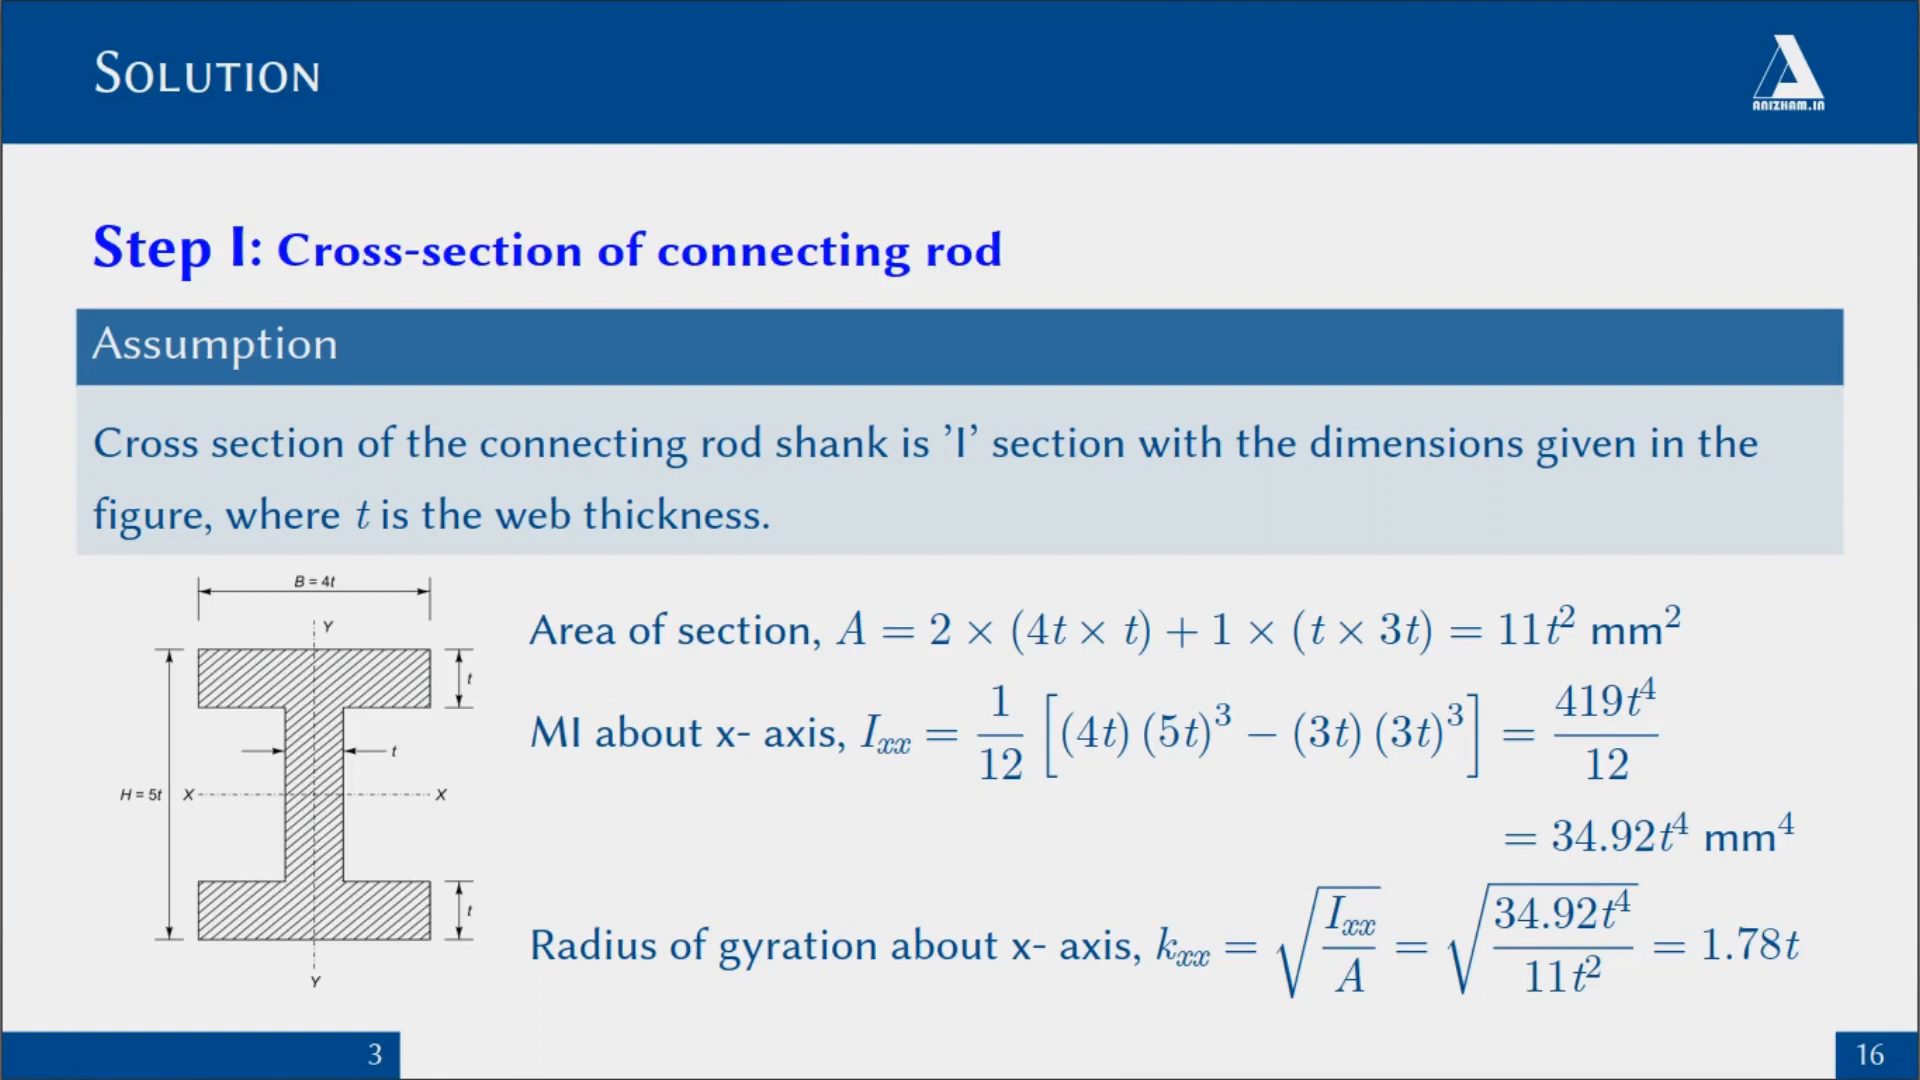 SOLUTION
ANIZHAM.IN
Step I: Cross-section of connecting rod
Assumption
Cross section of the connecting rod shank is ’I’ section with the dimensions given in the
figure, where t is the web thickness.
B = 4t
Y
t
t
H = 5t X X
t
Y
Area of section, A = 2 × (4t × t) + 1 × (t × 3t) = 11t² mm²
MI about x- axis, Iₓₓ = 1/12 [(4t) (5t)³ − (3t) (3t)³] = 419t⁴/12
= 34.92t⁴ mm⁴
Radius of gyration about x- axis, kₓₓ = √(Iₓₓ/A) = √(34.92t⁴/11t²) = 1.78t
3
16